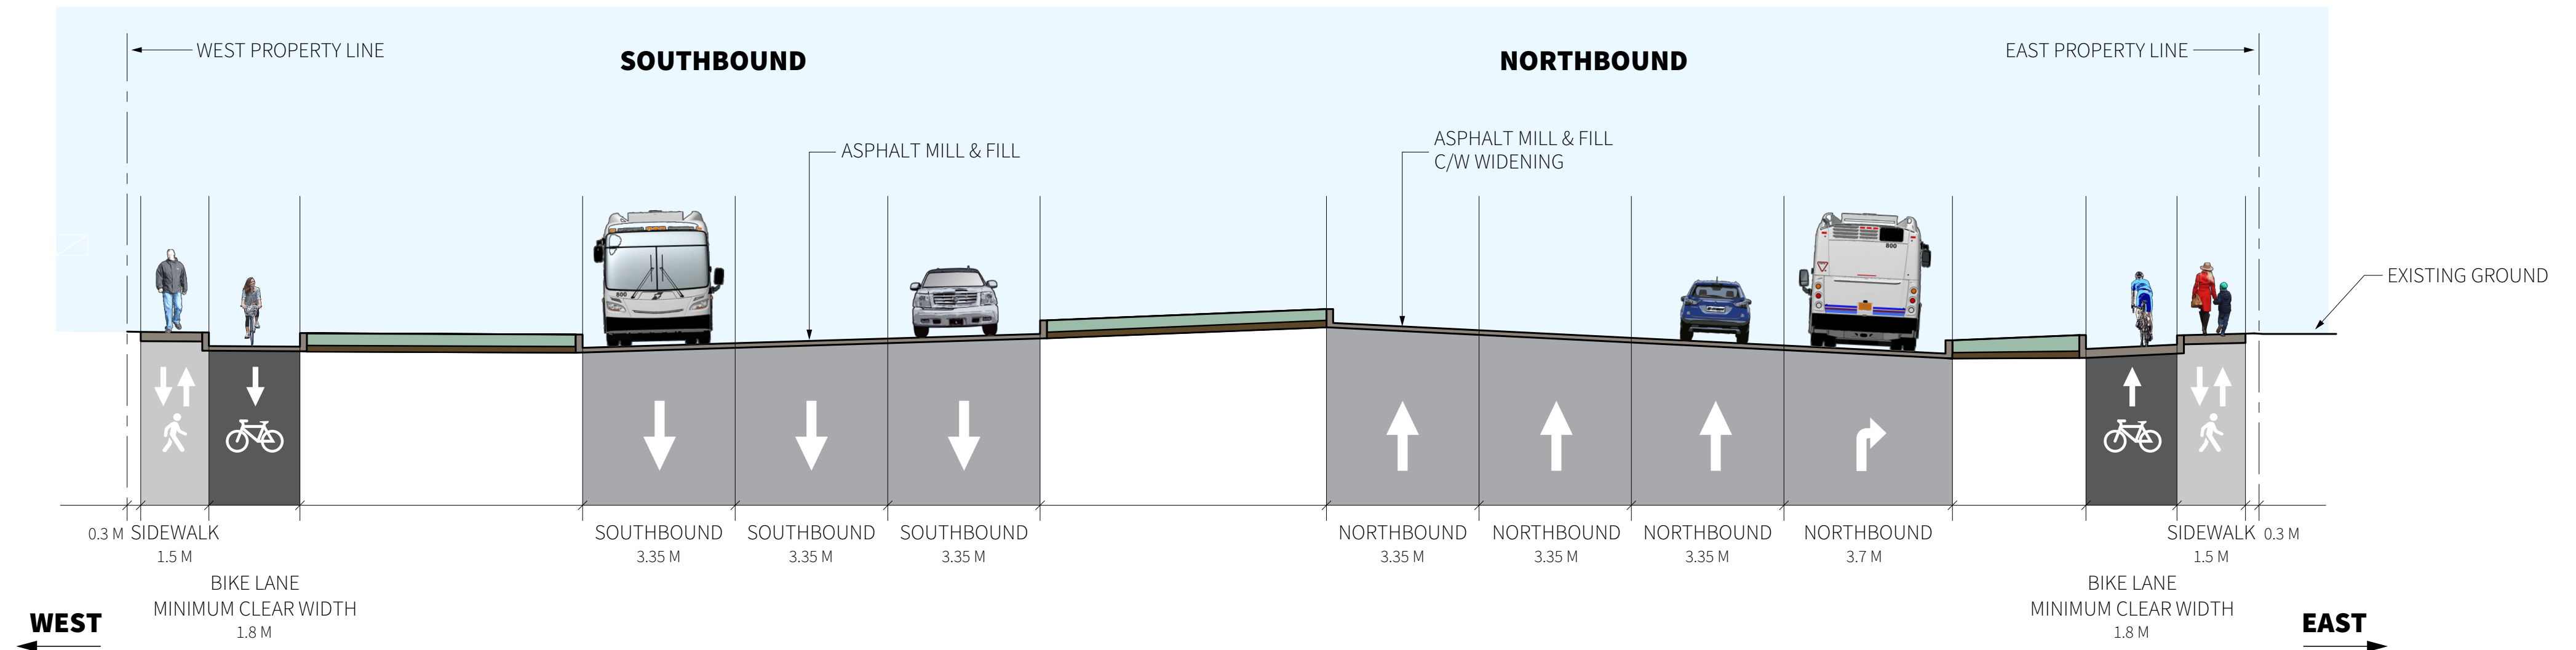 WEST PROPERTY LINE
SOUTHBOUND
NORTHBOUND
EAST PROPERTY LINE
ASPHALT MILL & FILL
ASPHALT MILL & FILL
C/W WIDENING
EXISTING GROUND
800
800
0.3 M
SIDEWALK
1.5 M
BIKE LANE
MINIMUM CLEAR WIDTH
1.8 M
SOUTHBOUND
3.35 M
SOUTHBOUND
3.35 M
SOUTHBOUND
3.35 M
NORTHBOUND
3.35 M
NORTHBOUND
3.35 M
NORTHBOUND
3.35 M
NORTHBOUND
3.7 M
SIDEWALK
1.5 M
0.3 M
BIKE LANE
MINIMUM CLEAR WIDTH
1.8 M
WEST
EAST